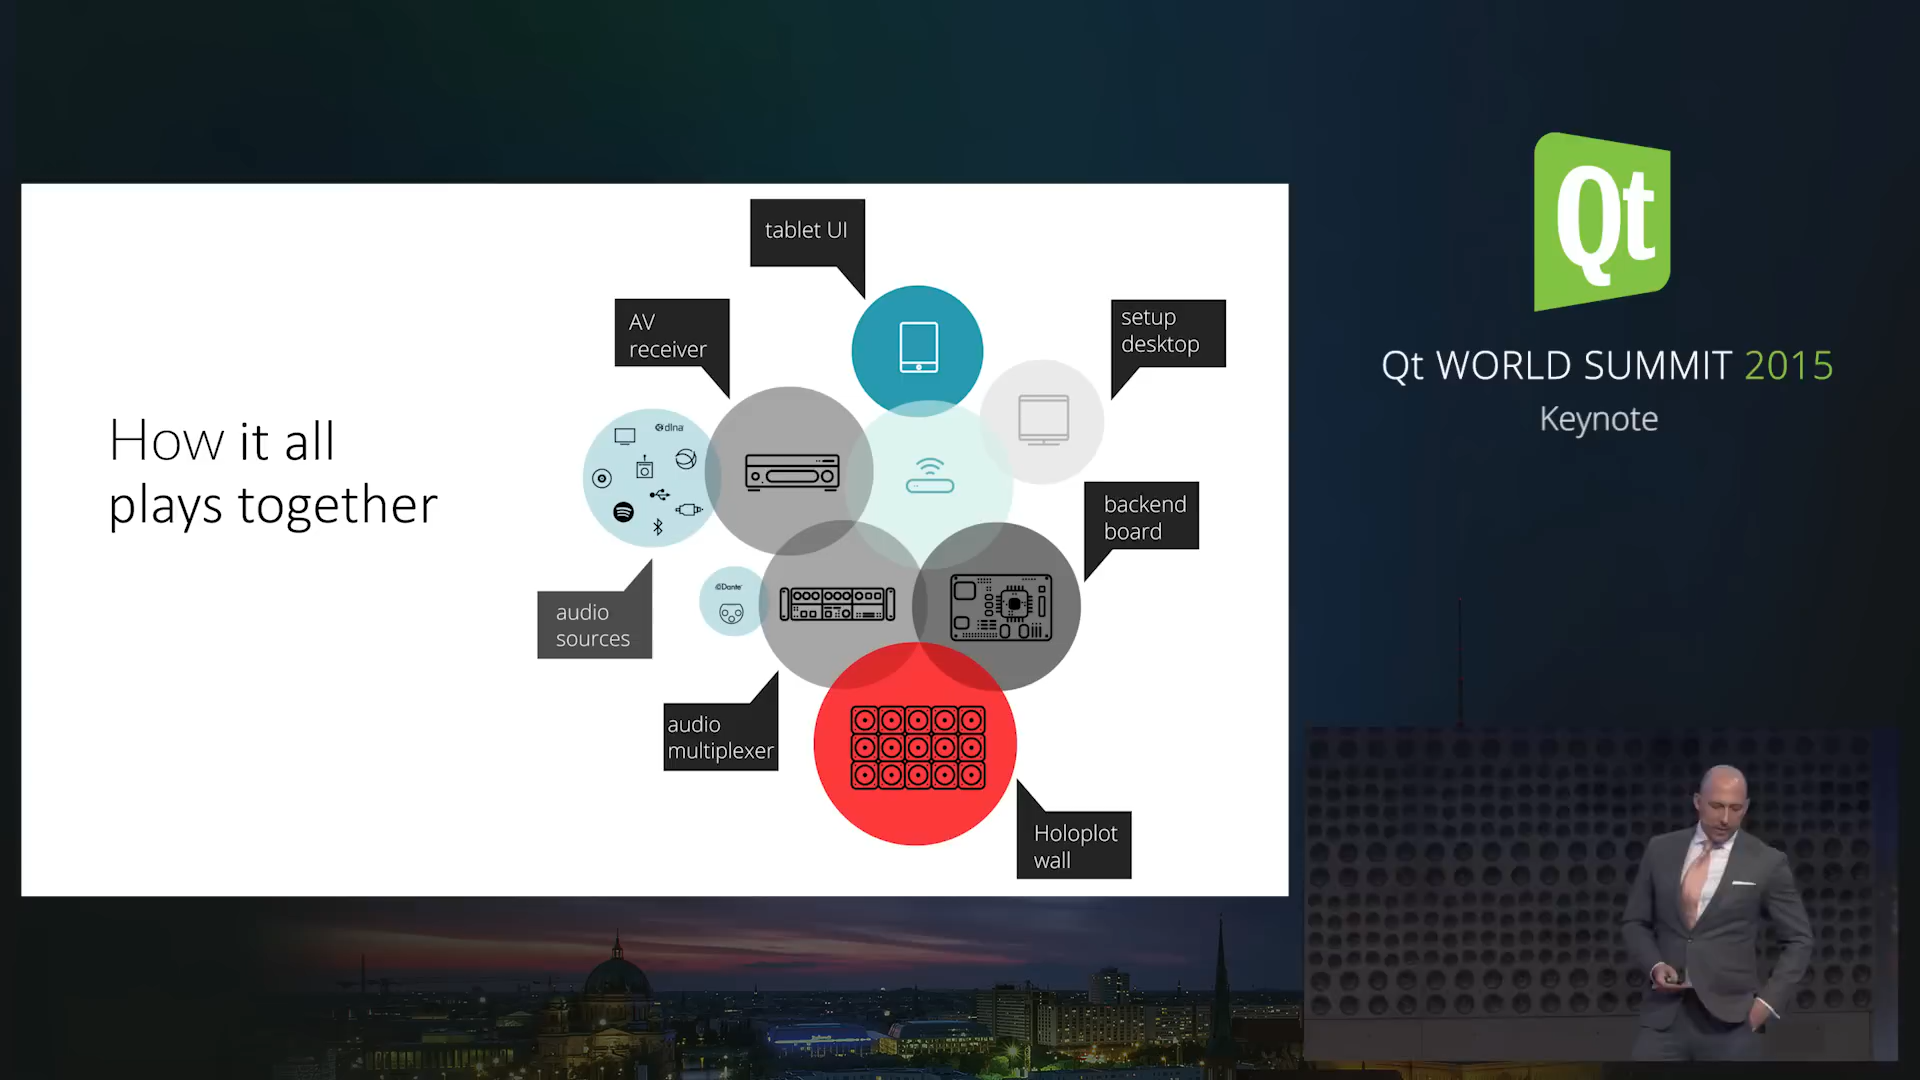 How it all
plays together
tablet UI
AV
receiver
setup
desktop
dlna
backend
board
Dante
audio
sources
audio
multiplexer
Holoplot
wall
Qt
Qt WORLD SUMMIT 2015
Keynote